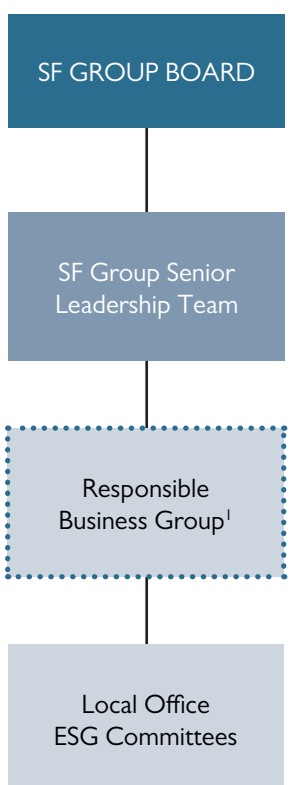 SF GROUP BOARD
SF Group Senior
Leadership Team
Responsible
Business Group¹
Local Office
ESG Committees